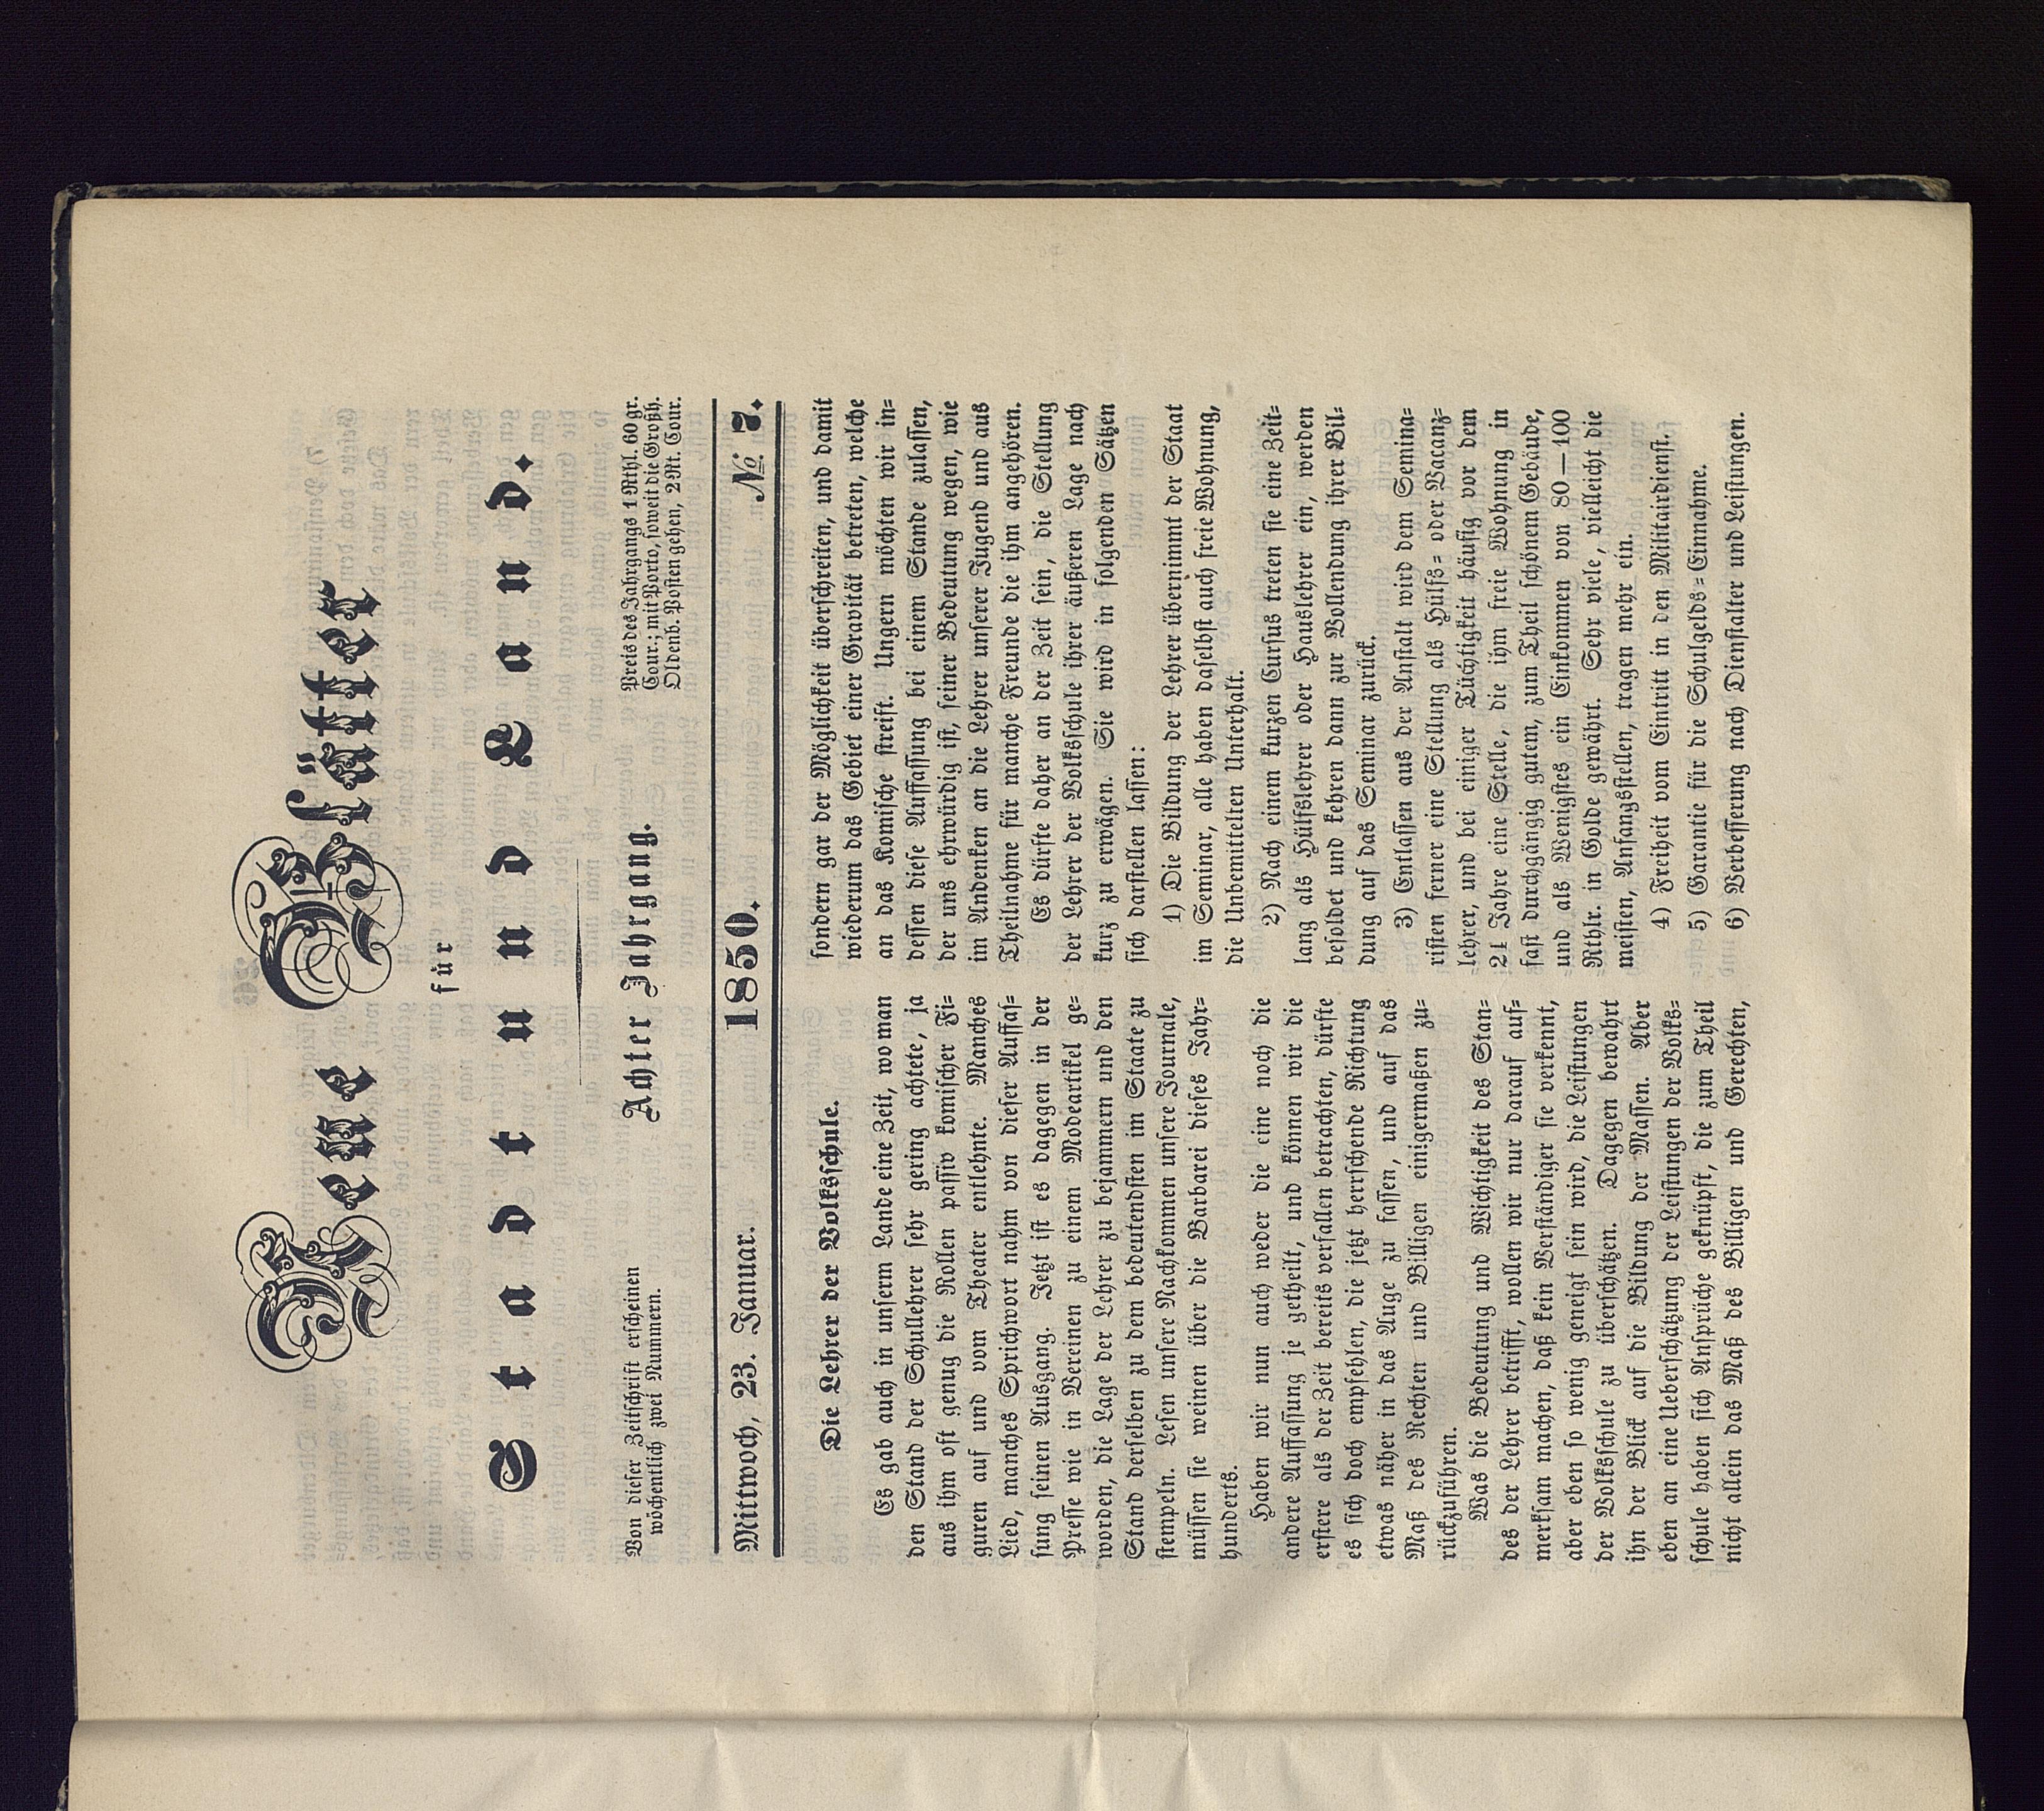 Neue Blätter
für
Stadt und Land.
Achter Jahrgang.
Von dieser Zeitschrift erscheinen
wöchentlich zwei Nummern.
Preis des Jahrgangs 1 Rthl. 60 gr.
Cour.; mit Porto, soweit die Großh.
Oldenb. Posten gehen, 2 Rt. Cour.
Mittwoch, 23. Januar. 1850. № 7.
Die Lehrer der Volksschule.
Es gab auch in unserm Lande eine Zeit, wo man
den Stand der Schullehrer sehr gering achtete, ja
aus ihm oft genug die Rollen passiv komischer Fi-
guren auf und vom Theater entlehnte. Manches
Lied, manches Sprichwort nahm von dieser Auffas-
sung seinen Ausgang. Jetzt ist es dagegen in der
Presse wie in Vereinen zu einem Modeartikel ge-
worden, die Lage der Lehrer zu bejammern und den
Stand derselben zu dem bedeutendsten im Staate zu
stempeln. Lesen unsere Nachkommen unsere Journale,
müssen sie weinen über die Barbarei dieses Jahr-
hunderts.
Haben wir nun auch weder die eine noch die
andere Auffassung je getheilt, und können wir die
erstere als der Zeit bereits verfallen betrachten, dürfte
es sich doch empfehlen, die jetzt herrschende Richtung
etwas näher in das Auge zu fassen, und auf das
Maß des Rechten und Billigen einigermaßen zu-
rückzuführen.
Was die Bedeutung und Wichtigkeit des Stan-
des der Lehrer betrifft, wollen wir nur darauf auf-
merksam machen, daß kein Verständiger sie verkennt,
aber eben so wenig geneigt sein wird, die Leistungen
der Volksschule zu überschätzen. Dagegen bewahrt
ihn der Blick auf die Bildung der Massen. Aber
eben an eine Ueberschätzung der Leistungen der Volks-
schule haben sich Ansprüche geknüpft, die zum Theil
nicht allein das Maß des Billigen und Gerechten,
sondern gar der Möglichkeit überschreiten, und damit
wiederum das Gebiet einer Gravität betreten, welche
an das Komische streift. Ungern möchten wir in-
dessen diese Auffassung bei einem Stande zulassen,
der uns ehrwürdig ist, seiner Bedeutung wegen, wie
im Andenken an die Lehrer unserer Jugend und aus
Theilnahme für manche Freunde die ihm angehören.
Es dürfte daher an der Zeit sein, die Stellung
der Lehrer der Volksschule ihrer äußeren Lage nach
kurz zu erwägen. Sie wird in folgenden Sätzen
sich darstellen lassen:
1) Die Bildung der Lehrer übernimmt der Staat
im Seminar, alle haben daselbst auch freie Wohnung,
die Unbemittelten Unterhalt.
2) Nach einem kurzen Cursus treten sie eine Zeit-
lang als Hülfslehrer oder Hauslehrer ein, werden
besoldet und kehren dann zur Vollendung ihrer Bil-
dung auf das Seminar zurück.
3) Entlassen aus der Anstalt wird dem Semina-
risten ferner eine Stellung als Hülfs- oder Vacanz-
lehrer, und bei einiger Tüchtigkeit häufig vor dem
21 Jahre eine Stelle, die ihm freie Wohnung in
fast durchgängig gutem, zum Theil schönem Gebäude,
und als Wenigstes ein Einkommen von 80 — 100
Rthlr. in Golde gewährt. Sehr viele, vielleicht die
meisten, Anfangsstellen, tragen mehr ein.
4) Freiheit vom Eintritt in den Militairdienst.
5) Garantie für die Schulgelds-Einnahme.
6) Verbesserung nach Dienstalter und Leistungen.